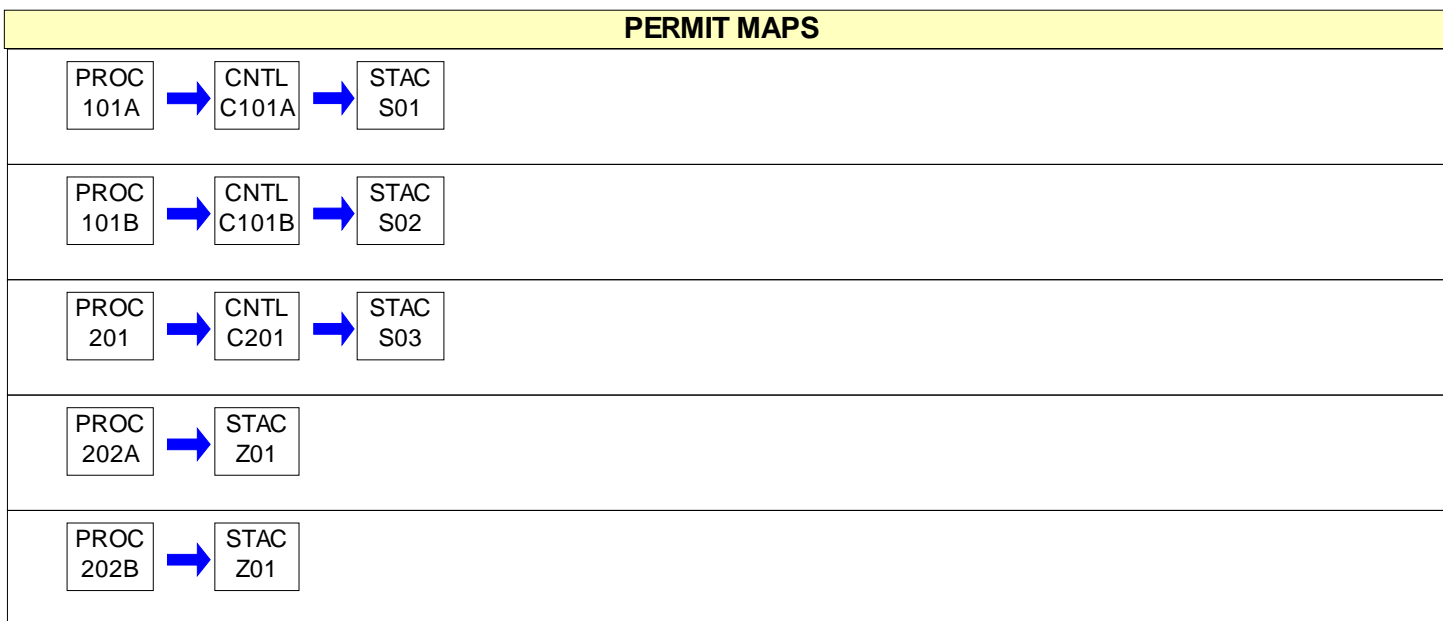 PERMIT MAPS
PROC CNTL STAC
101A C101A S01
PROC CNTL STAC
101B C101B S02
PROC CNTL STAC
201 C201 S03
PROC STAC
202A Z01
PROC STAC
202B Z01